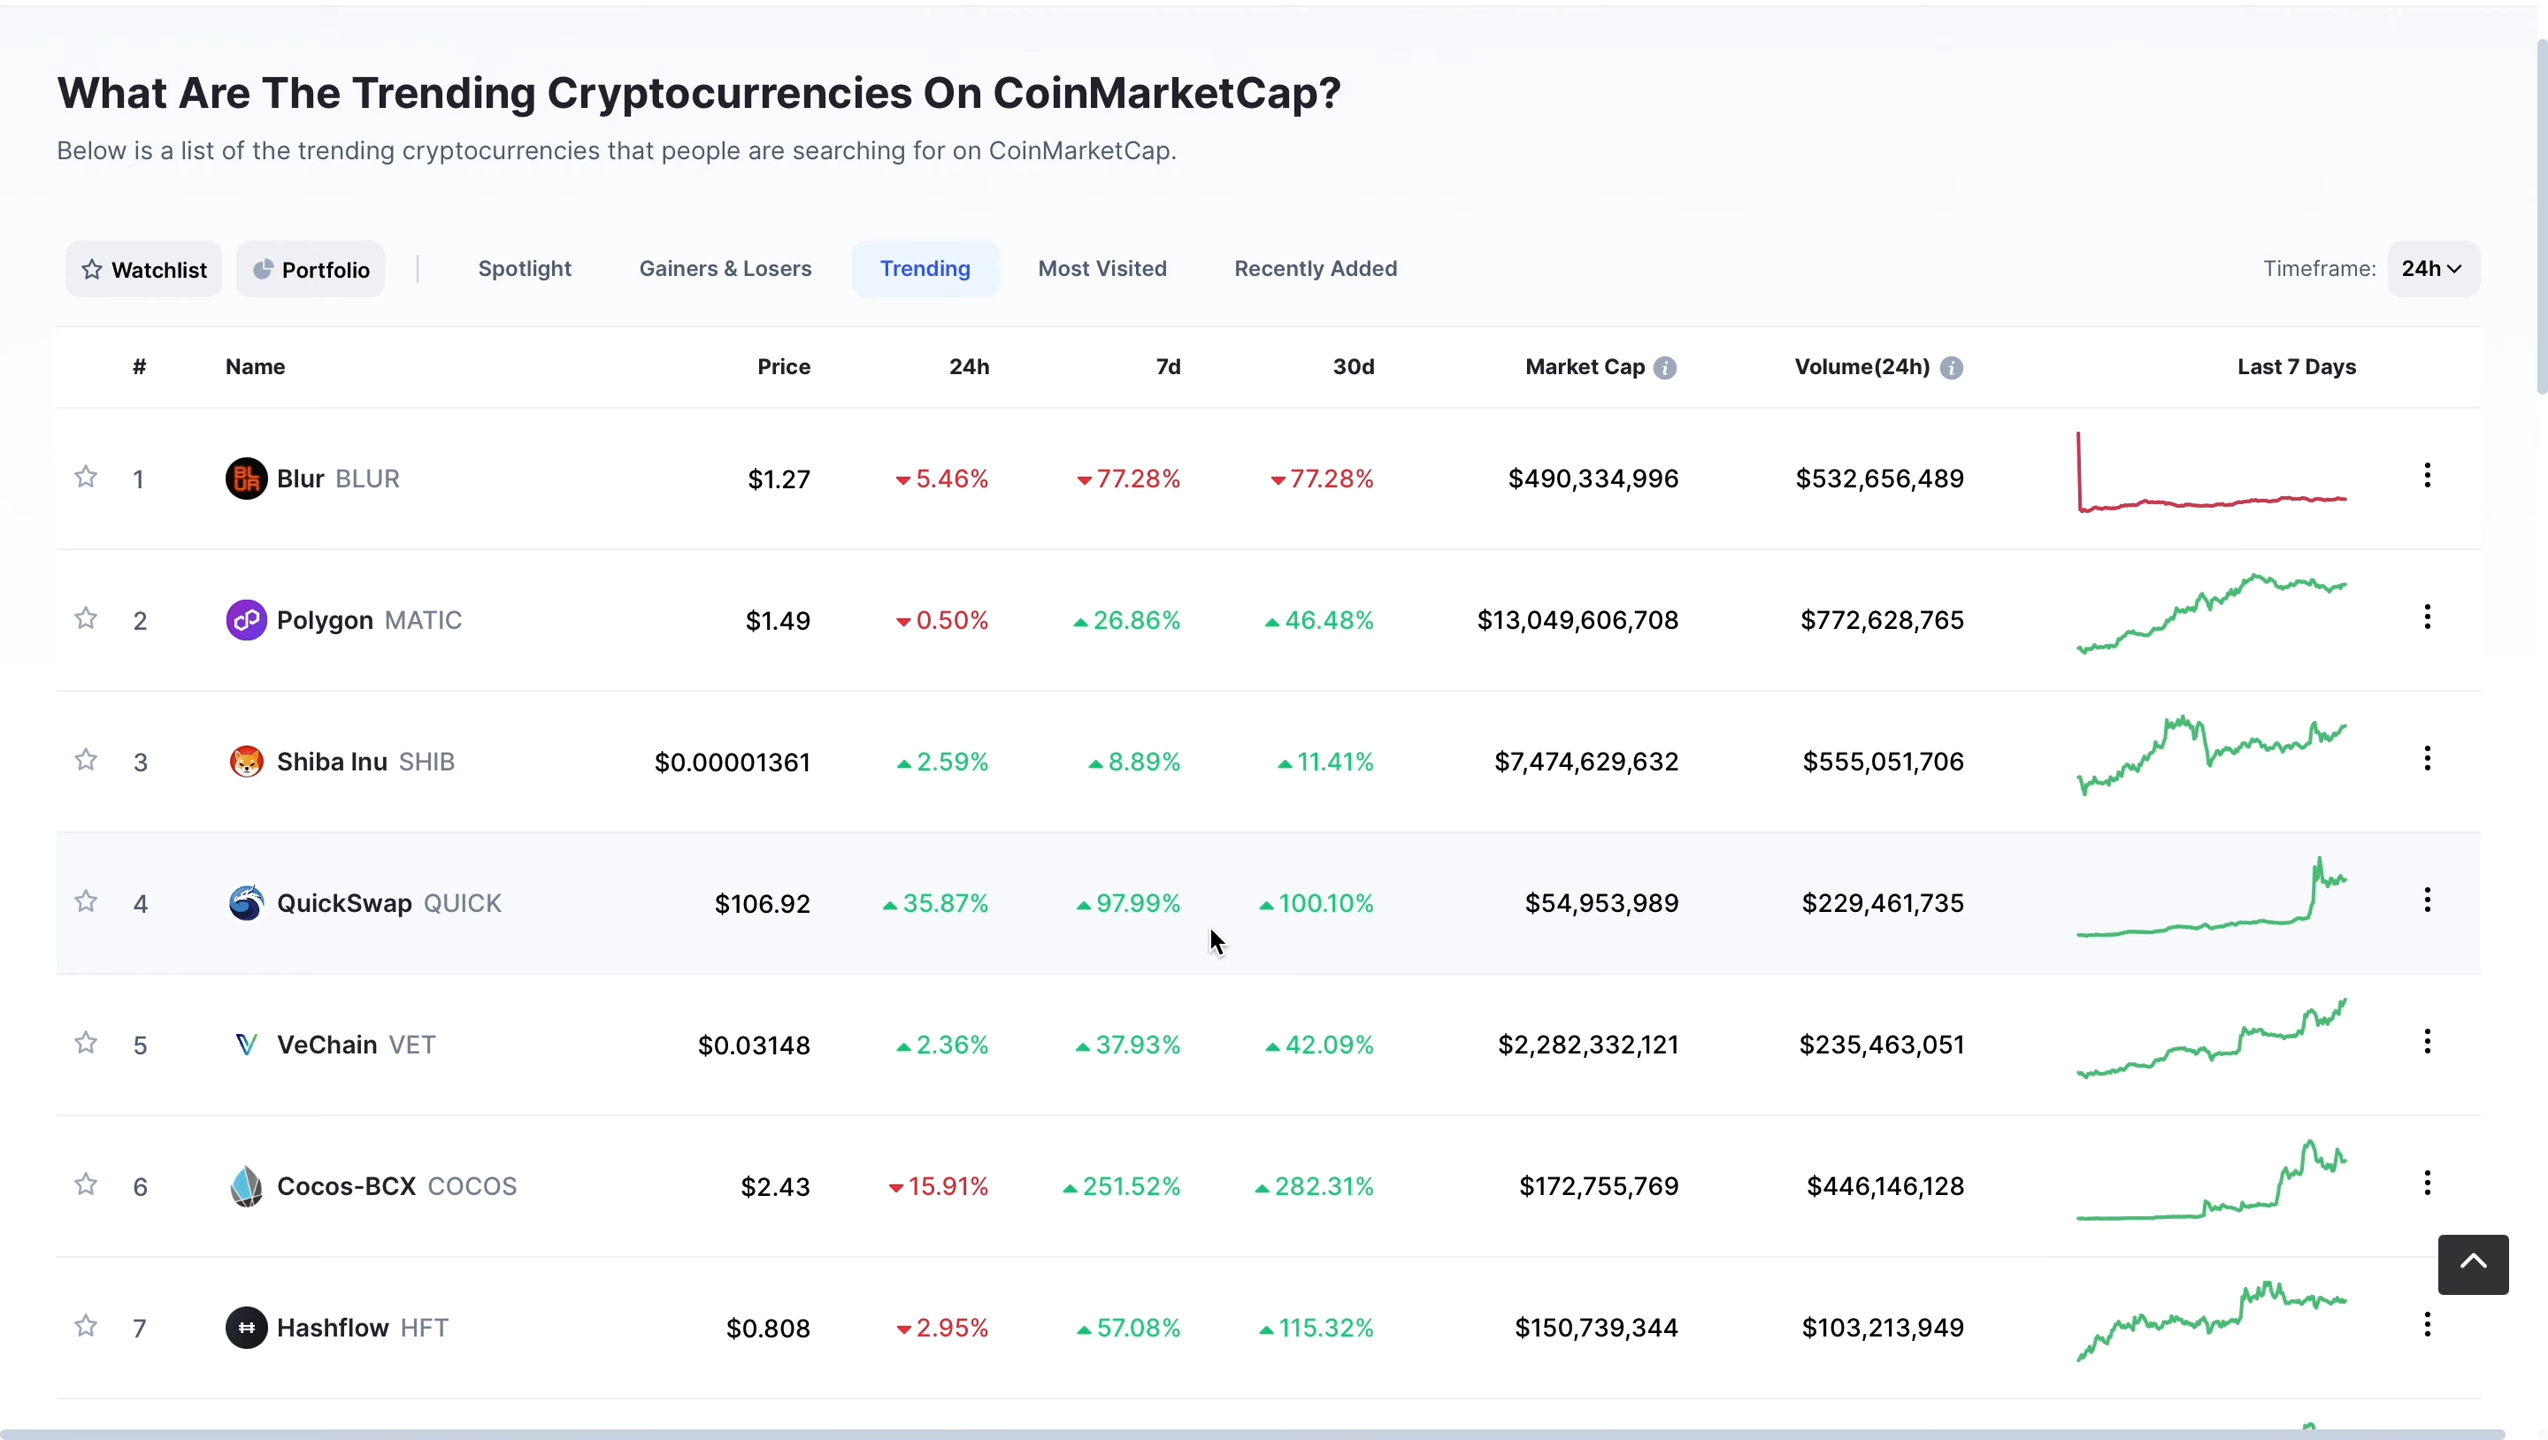 What Are The Trending Cryptocurrencies On CoinMarketCap?
Below is a list of the trending cryptocurrencies that people are searching for on CoinMarketCap.
Watchlist Portfolio Spotlight Gainers & Losers Trending Most Visited Recently Added Timeframe: 24h
# Name Price 24h 7d 30d Market Cap Volume(24h) Last 7 Days
1 Blur BLUR $1.27 5.46% 77.28% 77.28% $490,334,996 $532,656,489
2 Polygon MATIC $1.49 0.50% 26.86% 46.48% $13,049,606,708 $772,628,765
3 Shiba Inu SHIB $0.00001361 2.59% 8.89% 11.41% $7,474,629,632 $555,051,706
4 QuickSwap QUICK $106.92 35.87% 97.99% 100.10% $54,953,989 $229,461,735
5 VeChain VET $0.03148 2.36% 37.93% 42.09% $2,282,332,121 $235,463,051
6 Cocos-BCX COCOS $2.43 15.91% 251.52% 282.31% $172,755,769 $446,146,128
7 Hashflow HFT $0.808 2.95% 57.08% 115.32% $150,739,344 $103,213,949